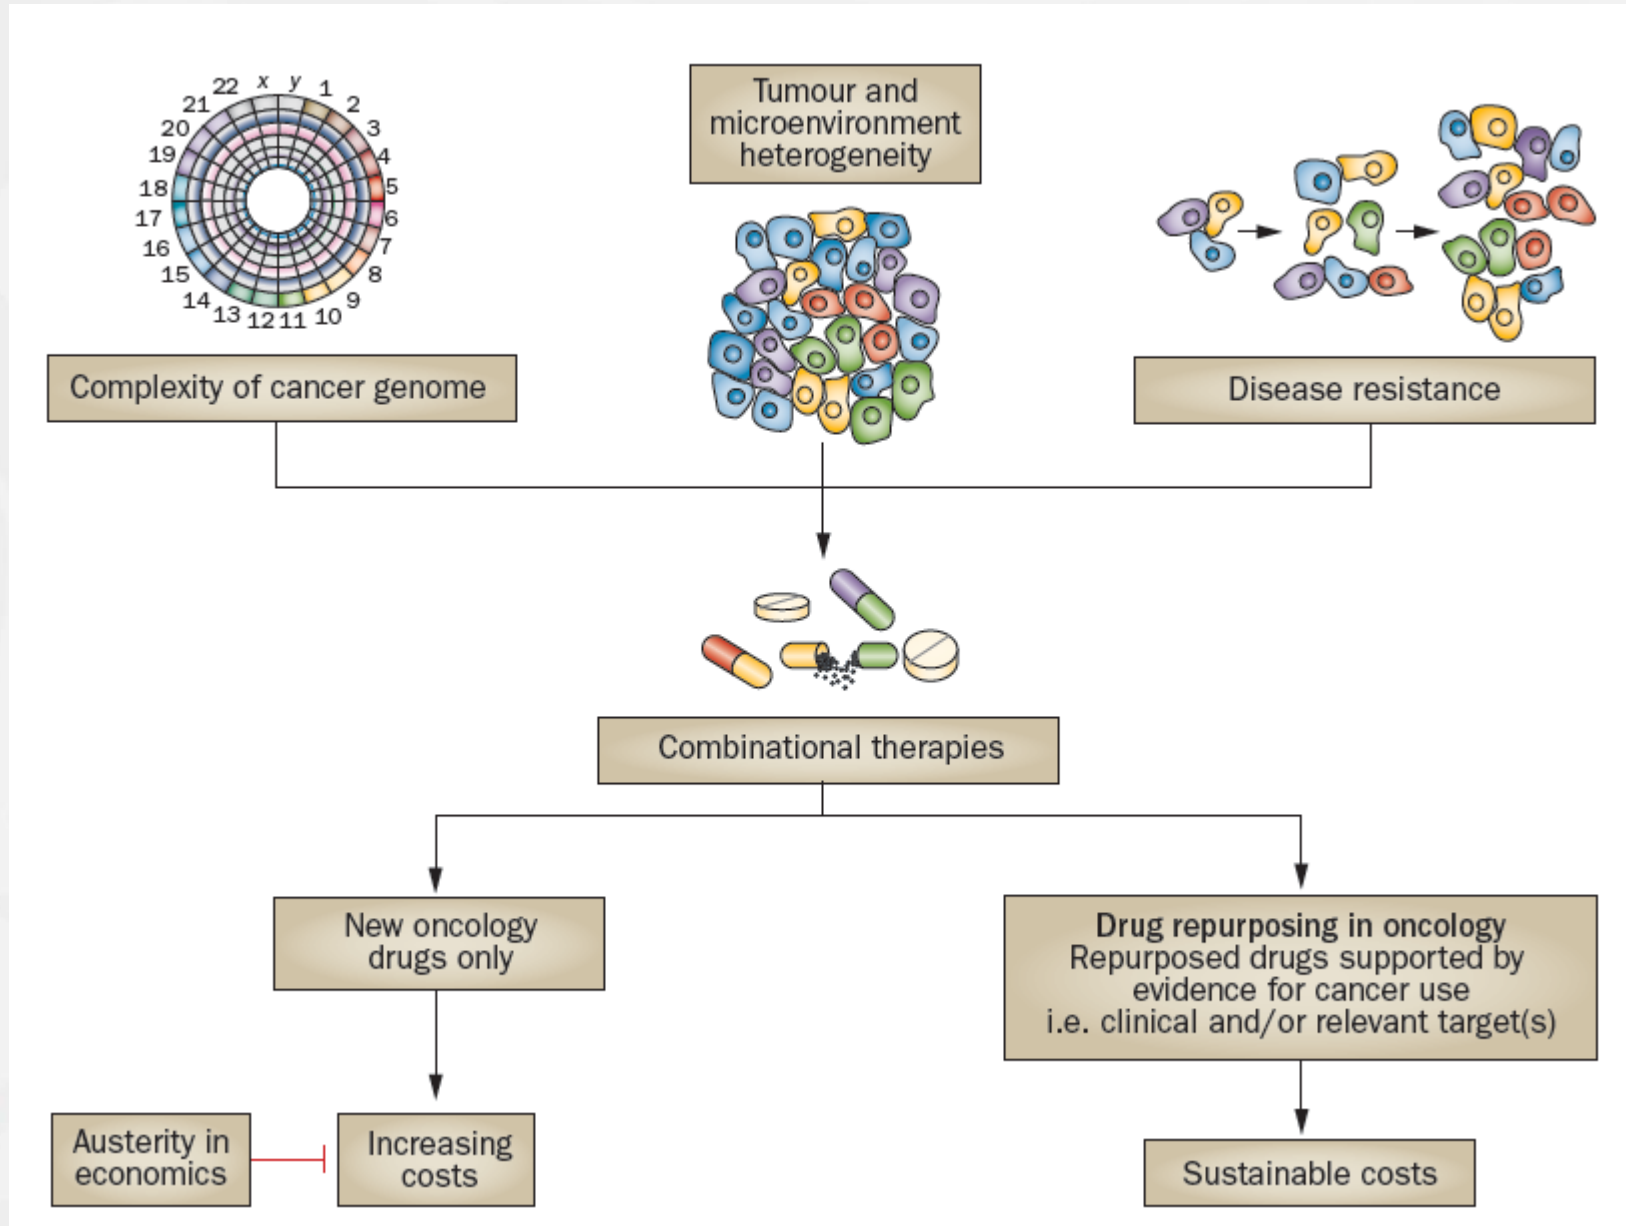 x y 1
2
3
4
5
6
7
8
9
10
11
12
13
14
15
16
17
18
19
20
21
22
Complexity of cancer genome
Tumour and
microenvironment
heterogeneity
Disease resistance
Combinational therapies
New oncology
drugs only
Drug repurposing in oncology
Repurposed drugs supported by
evidence for cancer use
i.e. clinical and/or relevant target(s)
Austerity in
economics
Increasing
costs
Sustainable costs